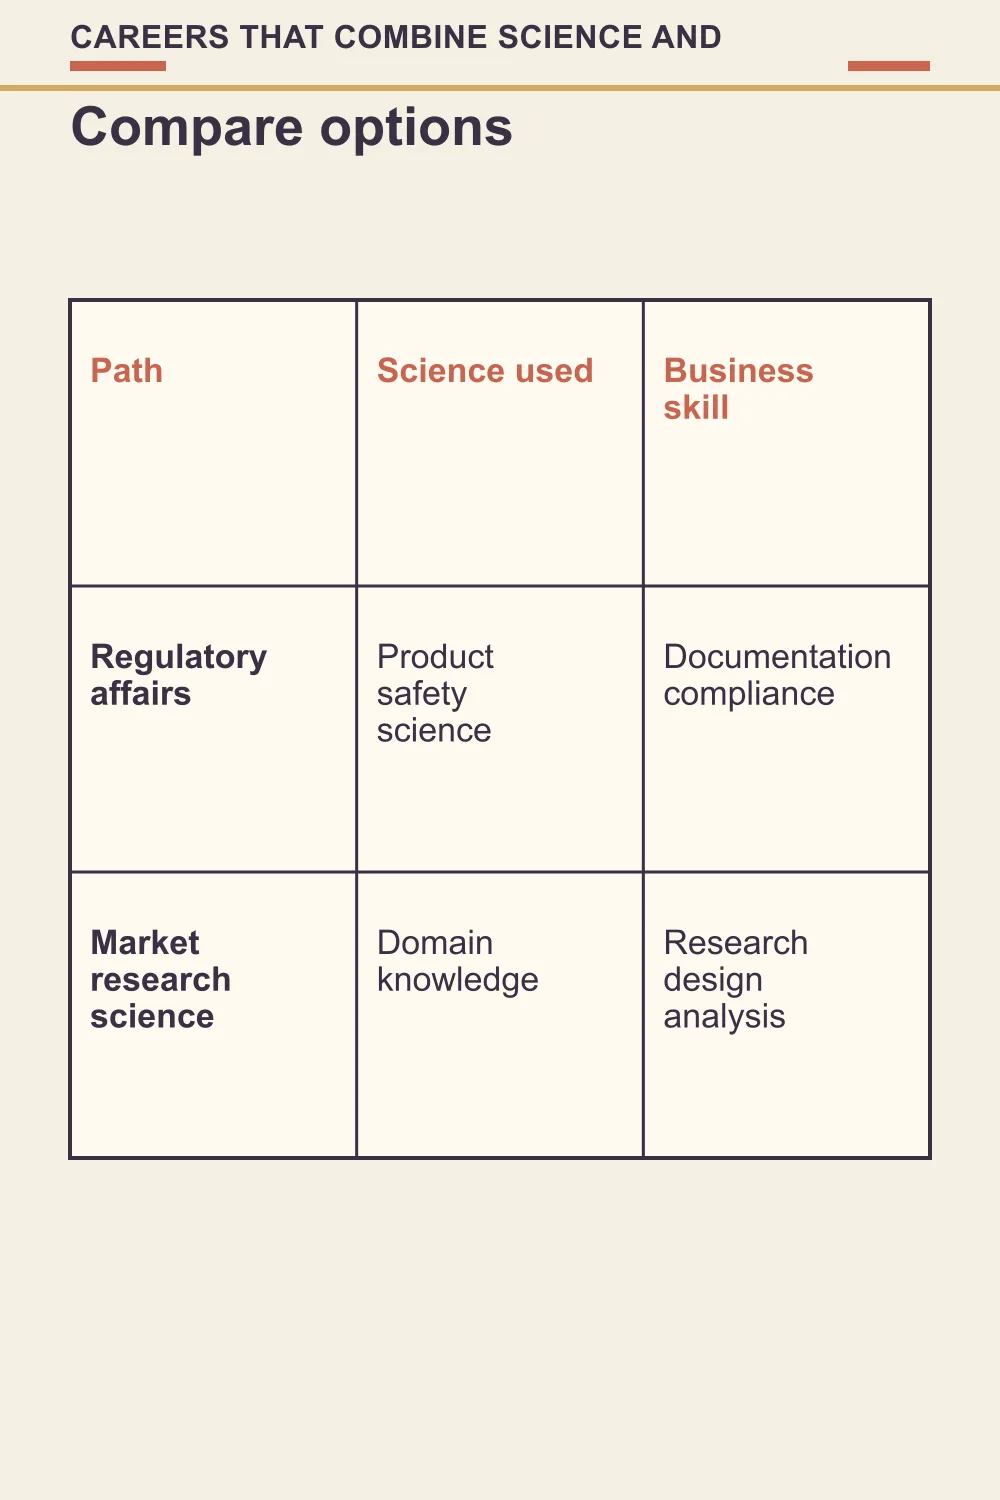 CAREERS THAT COMBINE SCIENCE AND
Compare options
Path
Science used
Business
skill
Regulatory
affairs
Product
safety
science
Documentation
compliance
Market
research
science
Domain
knowledge
Research
design
analysis